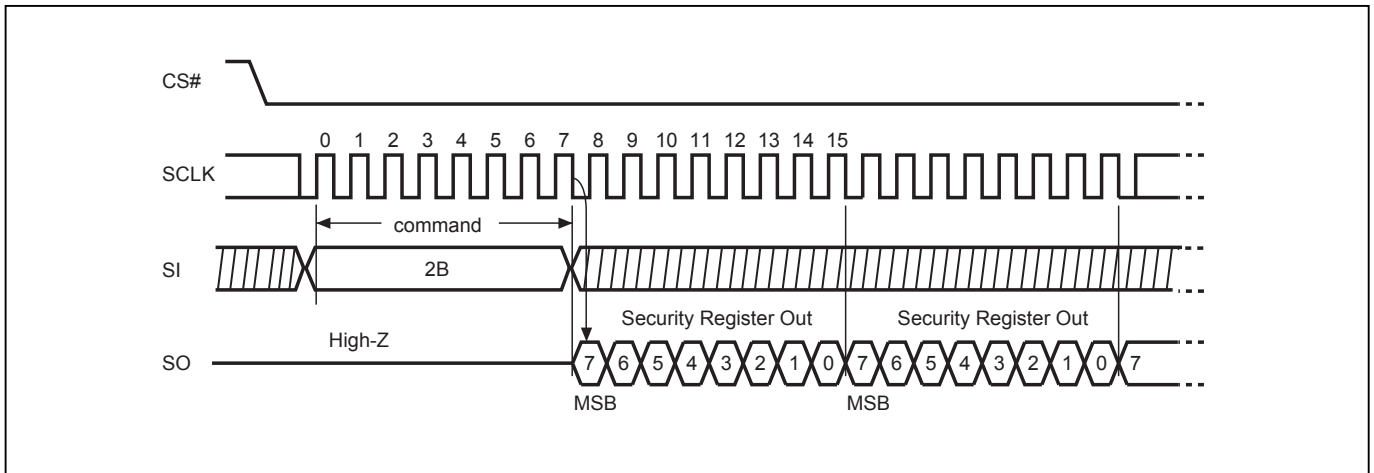 CS#
0 1 2 3 4 5 6 7 8 9 10 11 12 13 14 15
SCLK
command
SI
2B
Security Register Out Security Register Out
High-Z
SO
7 6 5 4 3 2 1 0 7 6 5 4 3 2 1 0 7
MSB MSB